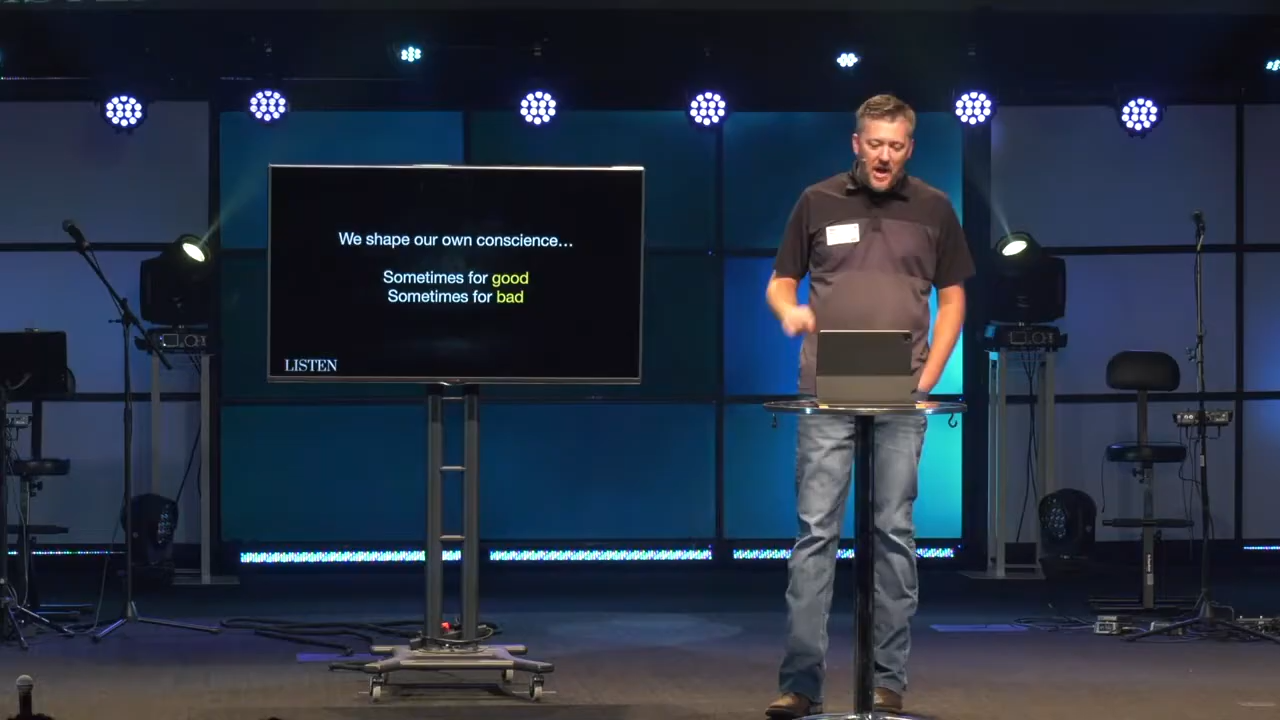 We shape our own conscience...
Sometimes for good
Sometimes for bad
LISTEN